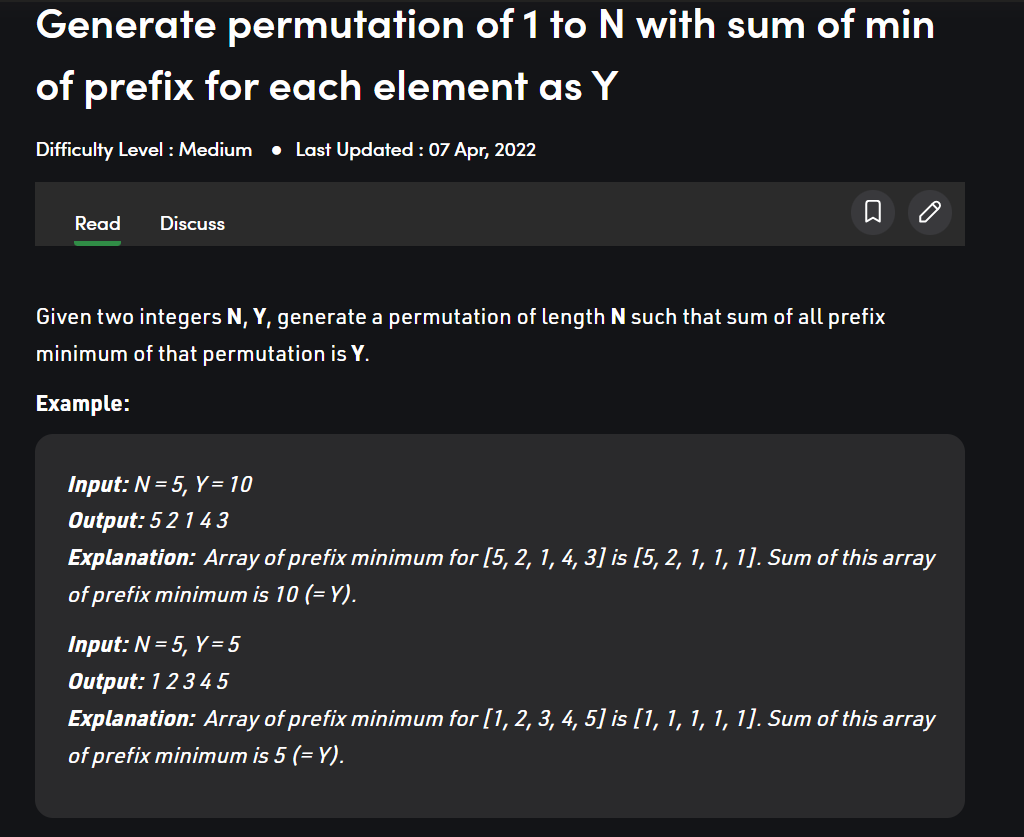 Generate permutation of 1 to N with sum of min
of prefix for each element as Y
Difficulty Level : Medium ● Last Updated : 07 Apr, 2022
Read Discuss
Given two integers N, Y, generate a permutation of length N such that sum of all prefix
minimum of that permutation is Y.
Example:
Input: N = 5, Y = 10
Output: 5 2 1 4 3
Explanation: Array of prefix minimum for [5, 2, 1, 4, 3] is [5, 2, 1, 1, 1]. Sum of this array
of prefix minimum is 10 (= Y).
Input: N = 5, Y = 5
Output: 1 2 3 4 5
Explanation: Array of prefix minimum for [1, 2, 3, 4, 5] is [1, 1, 1, 1, 1]. Sum of this array
of prefix minimum is 5 (= Y).